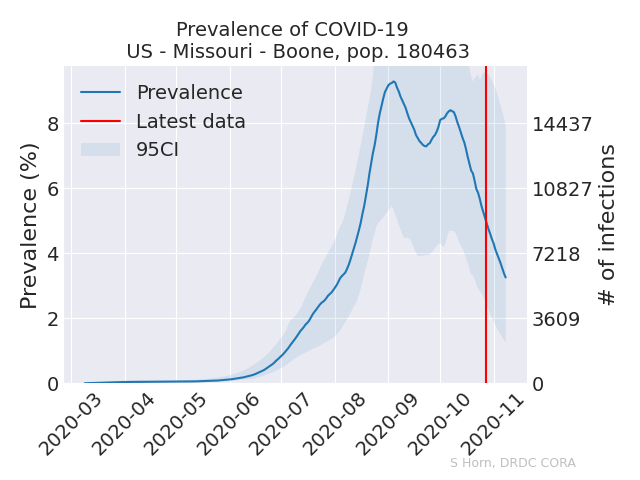 Prevalence of COVID-19
US - Missouri - Boone, pop. 180463
Prevalence
Latest data
95CI
Prevalence (%)
8
6
4
2
0
14437
10827
7218
3609
0
# of infections
2020-03
2020-04
2020-05
2020-06
2020-07
2020-08
2020-09
2020-10
2020-11
S Horn, DRDC CORA